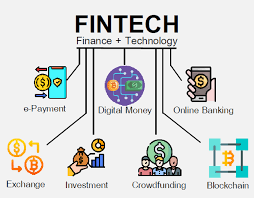 FINTECH
Finance + Technology
e-Payment
Digital Money
Online Banking
Exchange
Investment
Crowdfunding
Blockchain